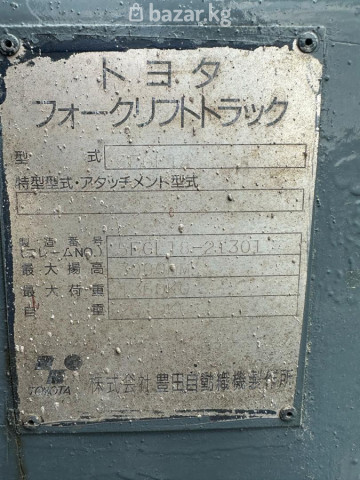 bazar.kg
トヨタ
フォークリフトトラック
型式
特型型式・アタッチメント型式
製造番号
(フレームNO.) 21301
最大揚高
最大荷重
自重
TOYOTA 株式会社豊田自動織機製作所